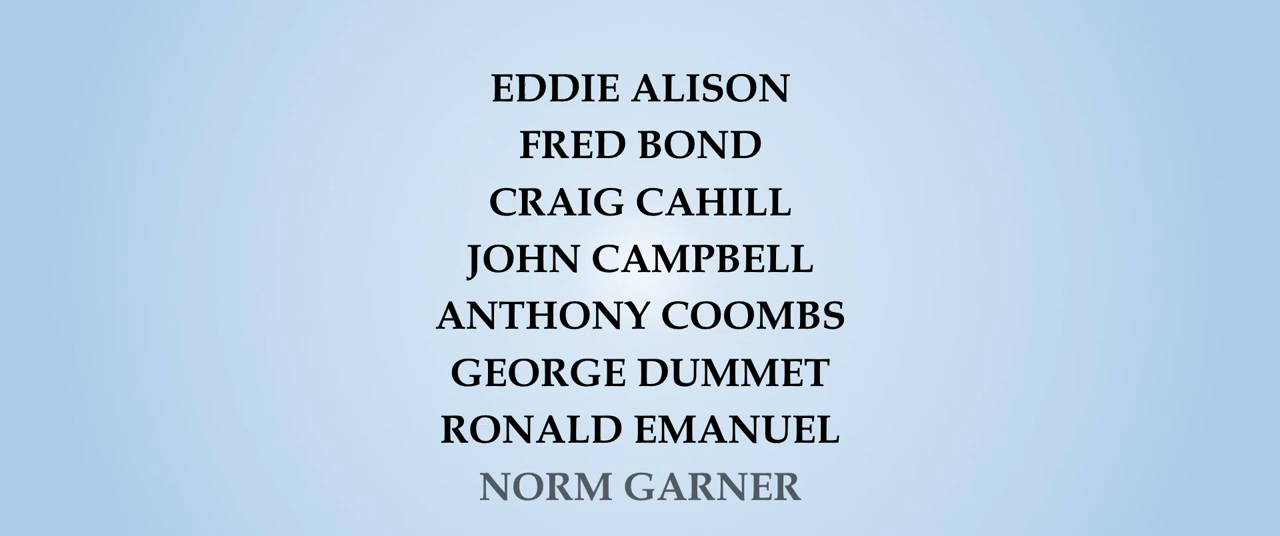 EDDIE ALISON
FRED BOND
CRAIG CAHILL
JOHN CAMPBELL
ANTHONY COOMBS
GEORGE DUMMET
RONALD EMANUEL
NORM GARNER